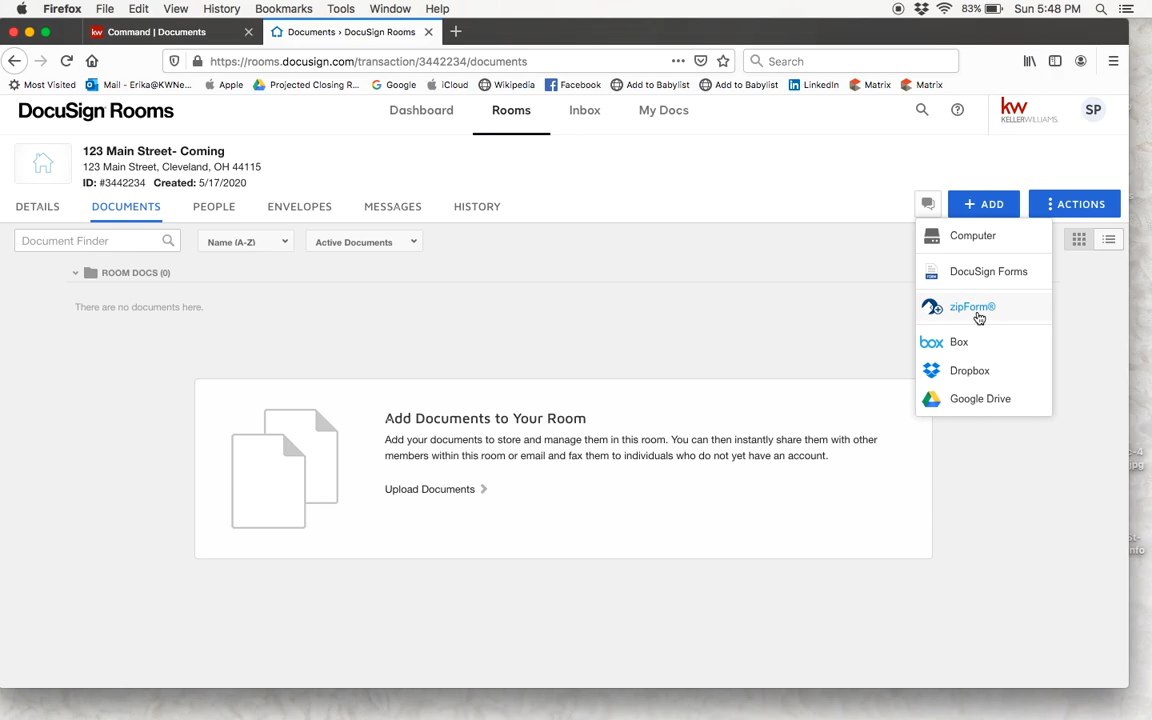 Firefox File Edit View History Bookmarks Tools Window Help 83% Sun 5:48 PM
kw Command | Documents Documents › DocuSign Rooms
https://rooms.docusign.com/transaction/3442234/documents Search
Most Visited Mail - Erika@KWNe... Apple Projected Closing R... Google iCloud Wikipedia Facebook Add to Babylist Add to Babylist LinkedIn Matrix Matrix
DocuSign Rooms Dashboard Rooms Inbox My Docs kw KELLERWILLIAMS. SP
123 Main Street- Coming
123 Main Street, Cleveland, OH 44115
ID: #3442234 Created: 5/17/2020
DETAILS DOCUMENTS PEOPLE ENVELOPES MESSAGES HISTORY + ADD ACTIONS
Document Finder Name (A-Z) Active Documents
Computer
ROOM DOCS (0)
DocuSign Forms
There are no documents here.
zipForm®
box Box
Dropbox
Google Drive
Add Documents to Your Room
Add your documents to store and manage them in this room. You can then instantly share them with other
members within this room or email and fax them to individuals who do not yet have an account.
Upload Documents